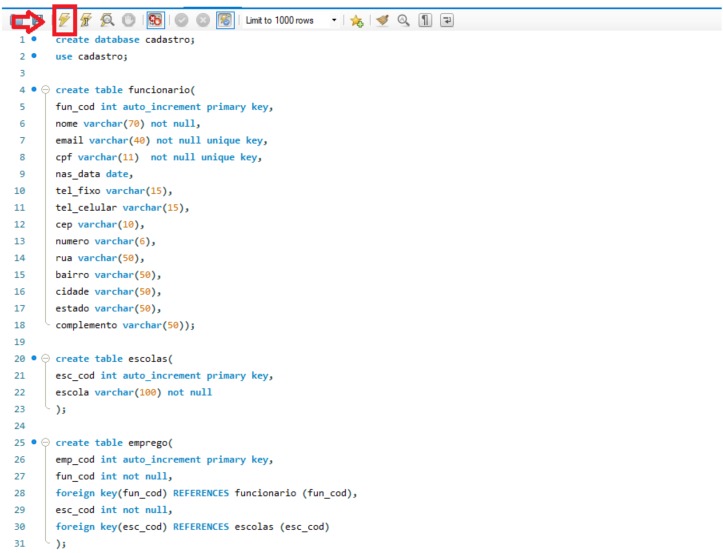 Limit to 1000 rows
1 create database cadastro;
2 use cadastro;
3
4 create table funcionario(
5 fun_cod int auto_increment primary key,
6 nome varchar(70) not null,
7 email varchar(40) not null unique key,
8 cpf varchar(11)  not null unique key,
9 nas_data date,
10 tel_fixo varchar(15),
11 tel_celular varchar(15),
12 cep varchar(10),
13 numero varchar(6),
14 rua varchar(50),
15 bairro varchar(50),
16 cidade varchar(50),
17 estado varchar(50),
18 complemento varchar(50));
19
20 create table escolas(
21 esc_cod int auto_increment primary key,
22 escola varchar(100) not null
23 );
24
25 create table emprego(
26 emp_cod int auto_increment primary key,
27 fun_cod int not null,
28 foreign key(fun_cod) REFERENCES funcionario (fun_cod),
29 esc_cod int not null,
30 foreign key(esc_cod) REFERENCES escolas (esc_cod)
31 );